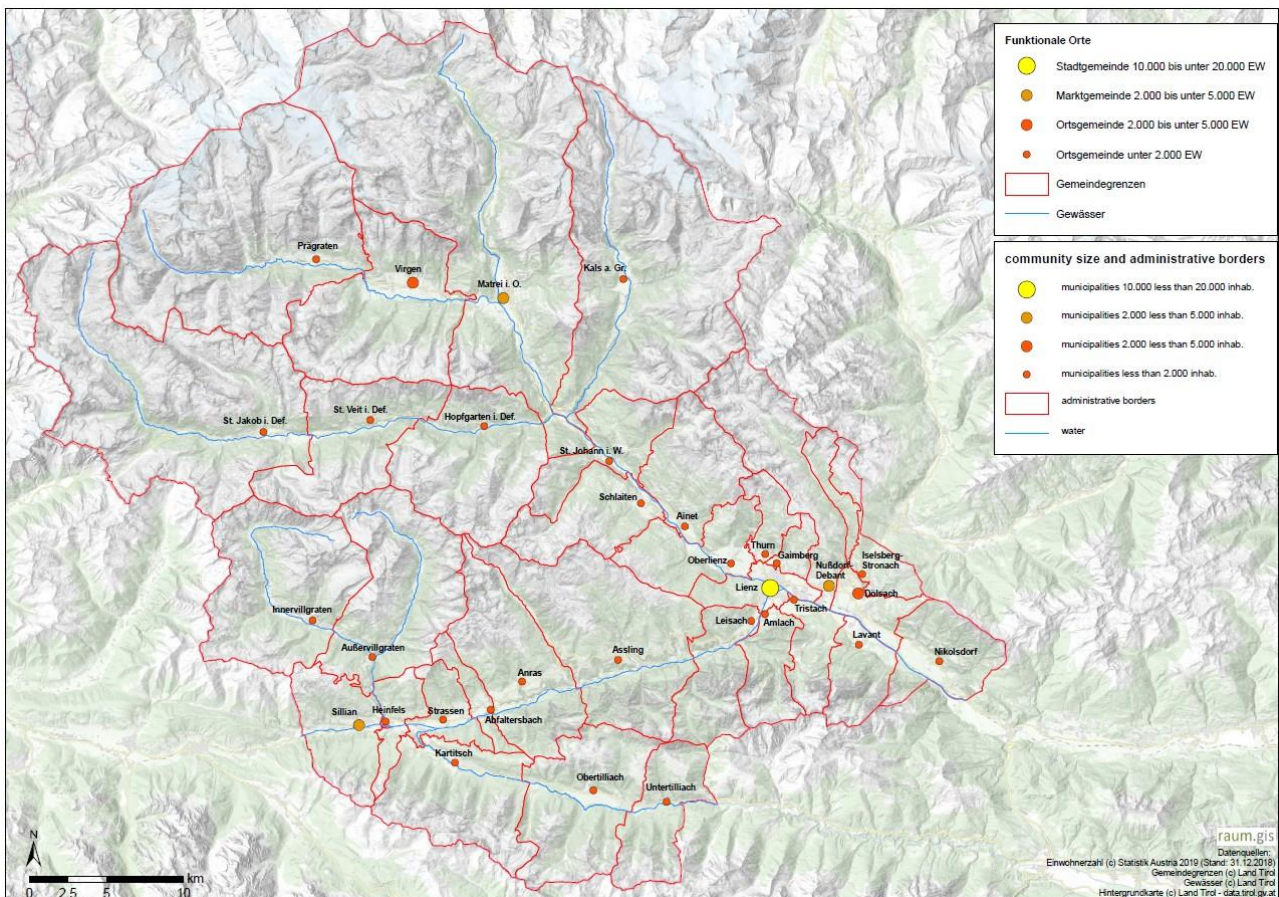 Funktionale Orte
Stadtgemeinde 10.000 bis unter 20.000 EW
Marktgemeinde 2.000 bis unter 5.000 EW
Ortsgemeinde 2.000 bis unter 5.000 EW
Ortsgemeinde unter 2.000 EW
Gemeindegrenzen
Gewässer
community size and administrative borders
municipalities 10.000 less than 20.000 inhab.
municipalities 2.000 less than 5.000 inhab.
municipalities 2.000 less than 5.000 inhab.
municipalities less than 2.000 inhab.
administrative borders
water
Prägraten
Virgen
Matrei i. O.
Kals a. Gr.
St. Jakob i. Def.
St. Veit i. Def.
Hopfgarten i. Def.
St. Johann i. W.
Schlaiten
Ainet
Oberlienz
Thurn
Gaimberg
Nußdorf-
Debant
Iselsberg-
Stronach
Lienz
Dölsach
Tristach
Leisach
Amlach
Lavant
Nikolsdorf
Innervillgraten
Außervillgraten
Assling
Anras
Sillian
Heinfels
Strassen
Abfaltersbach
Kartitsch
Obertilliach
Untertilliach
N
km
0 2,5 5 10
raum.gis
Datenquellen:
Einwohnerzahl (c) Statistik Austria 2019 (Stand: 31.12.2018)
Gemeindegrenzen (c) Land Tirol
Gewässer (c) Land Tirol
Hintergrundkarte (c) Land Tirol - data.tirol.gv.at